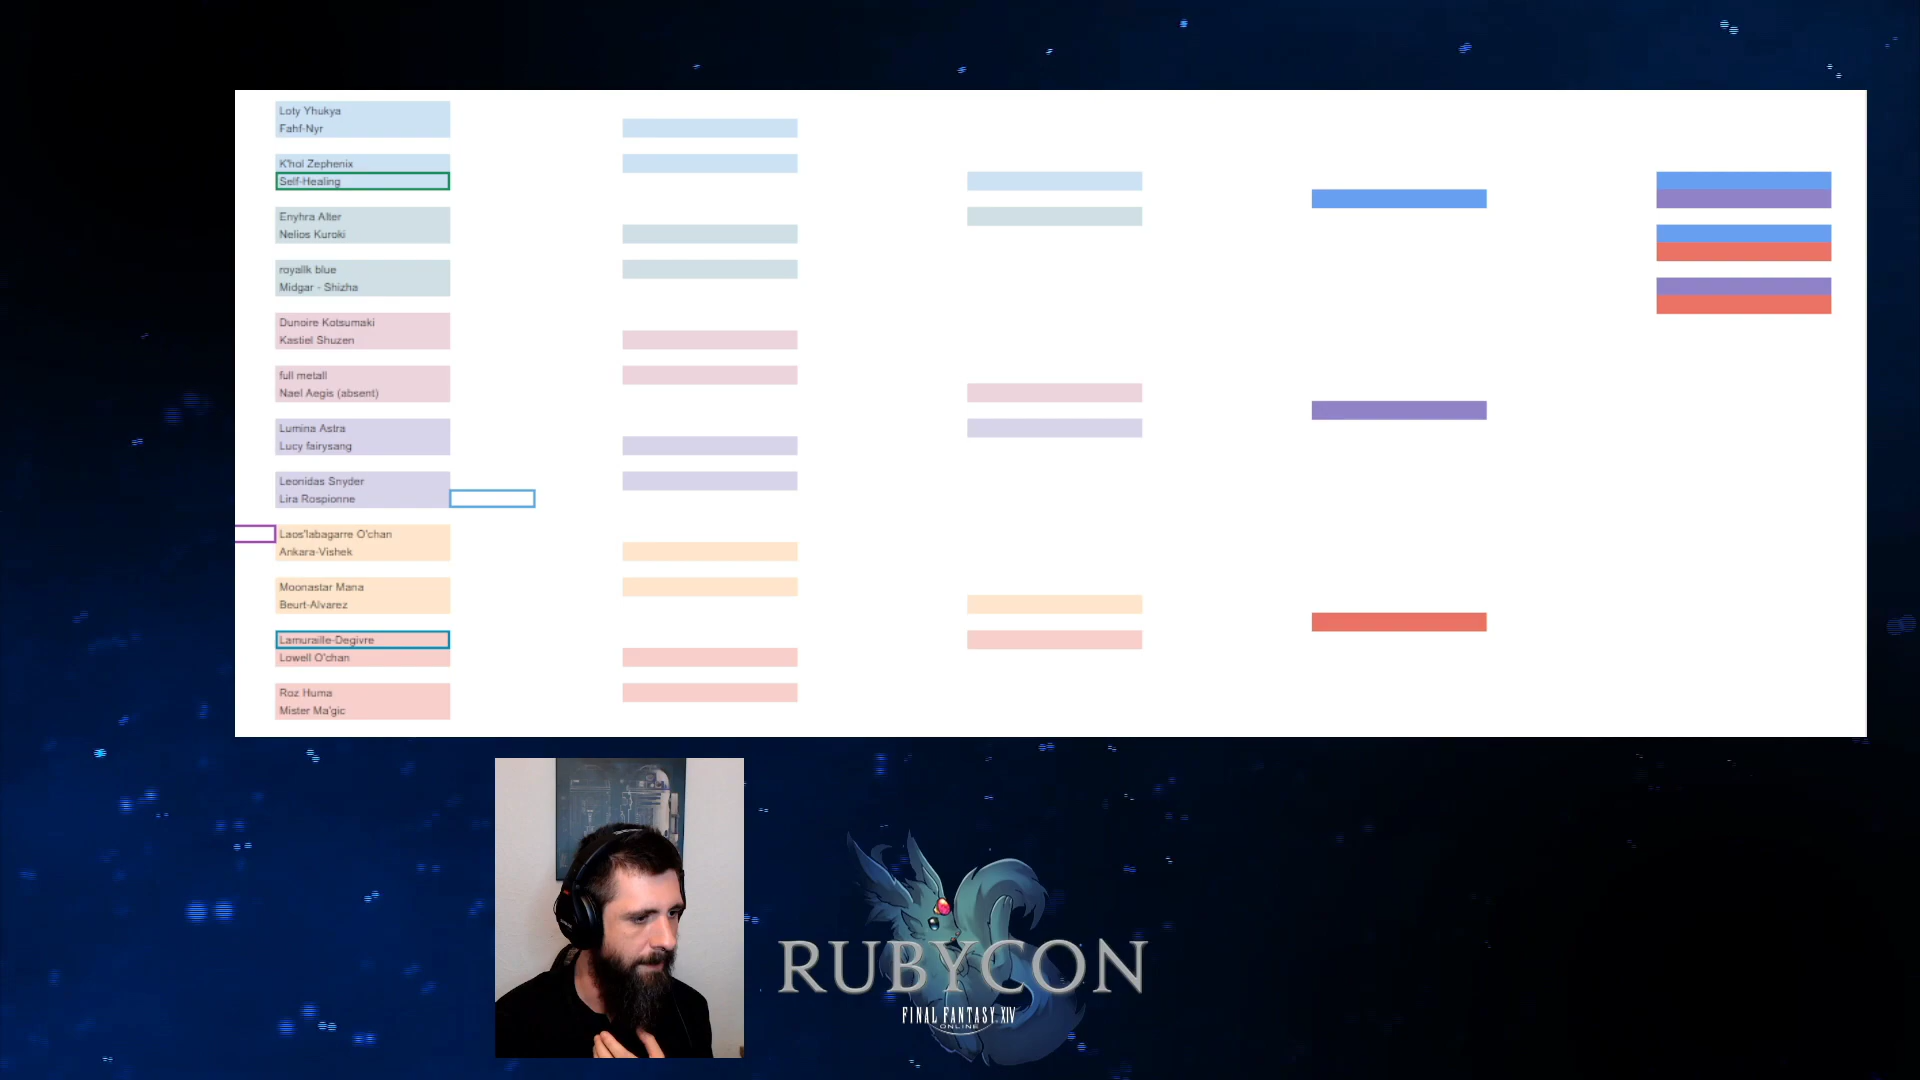 Loty Yhukya
Fahf-Nyr
K'hol Zephenix
Self-Healing
Enyhra Alter
Nelios Kuroki
royallk blue
Midgar - Shizha
Dunoire Kotsumaki
Kastiel Shuzen
full metall
Nael Aegis (absent)
Lumina Astra
Lucy fairysang
Leonidas Snyder
Lira Rospionne
Laos'labagarre O'chan
Ankara-Vishek
Moonastar Mana
Beurt-Alvarez
Lamuraille-Degivre
Lowell O'chan
Roz Huma
Mister Ma'gic
RUBYCON
FINAL FANTASY XIV
ONLINE